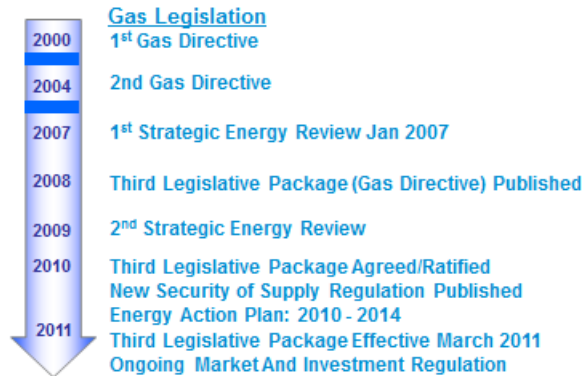 Gas Legislation
2000 1st Gas Directive
2004 2nd Gas Directive
2007 1st Strategic Energy Review Jan 2007
2008 Third Legislative Package (Gas Directive) Published
2009 2nd Strategic Energy Review
2010 Third Legislative Package Agreed/Ratified
New Security of Supply Regulation Published
Energy Action Plan: 2010 - 2014
2011 Third Legislative Package Effective March 2011
Ongoing Market And Investment Regulation